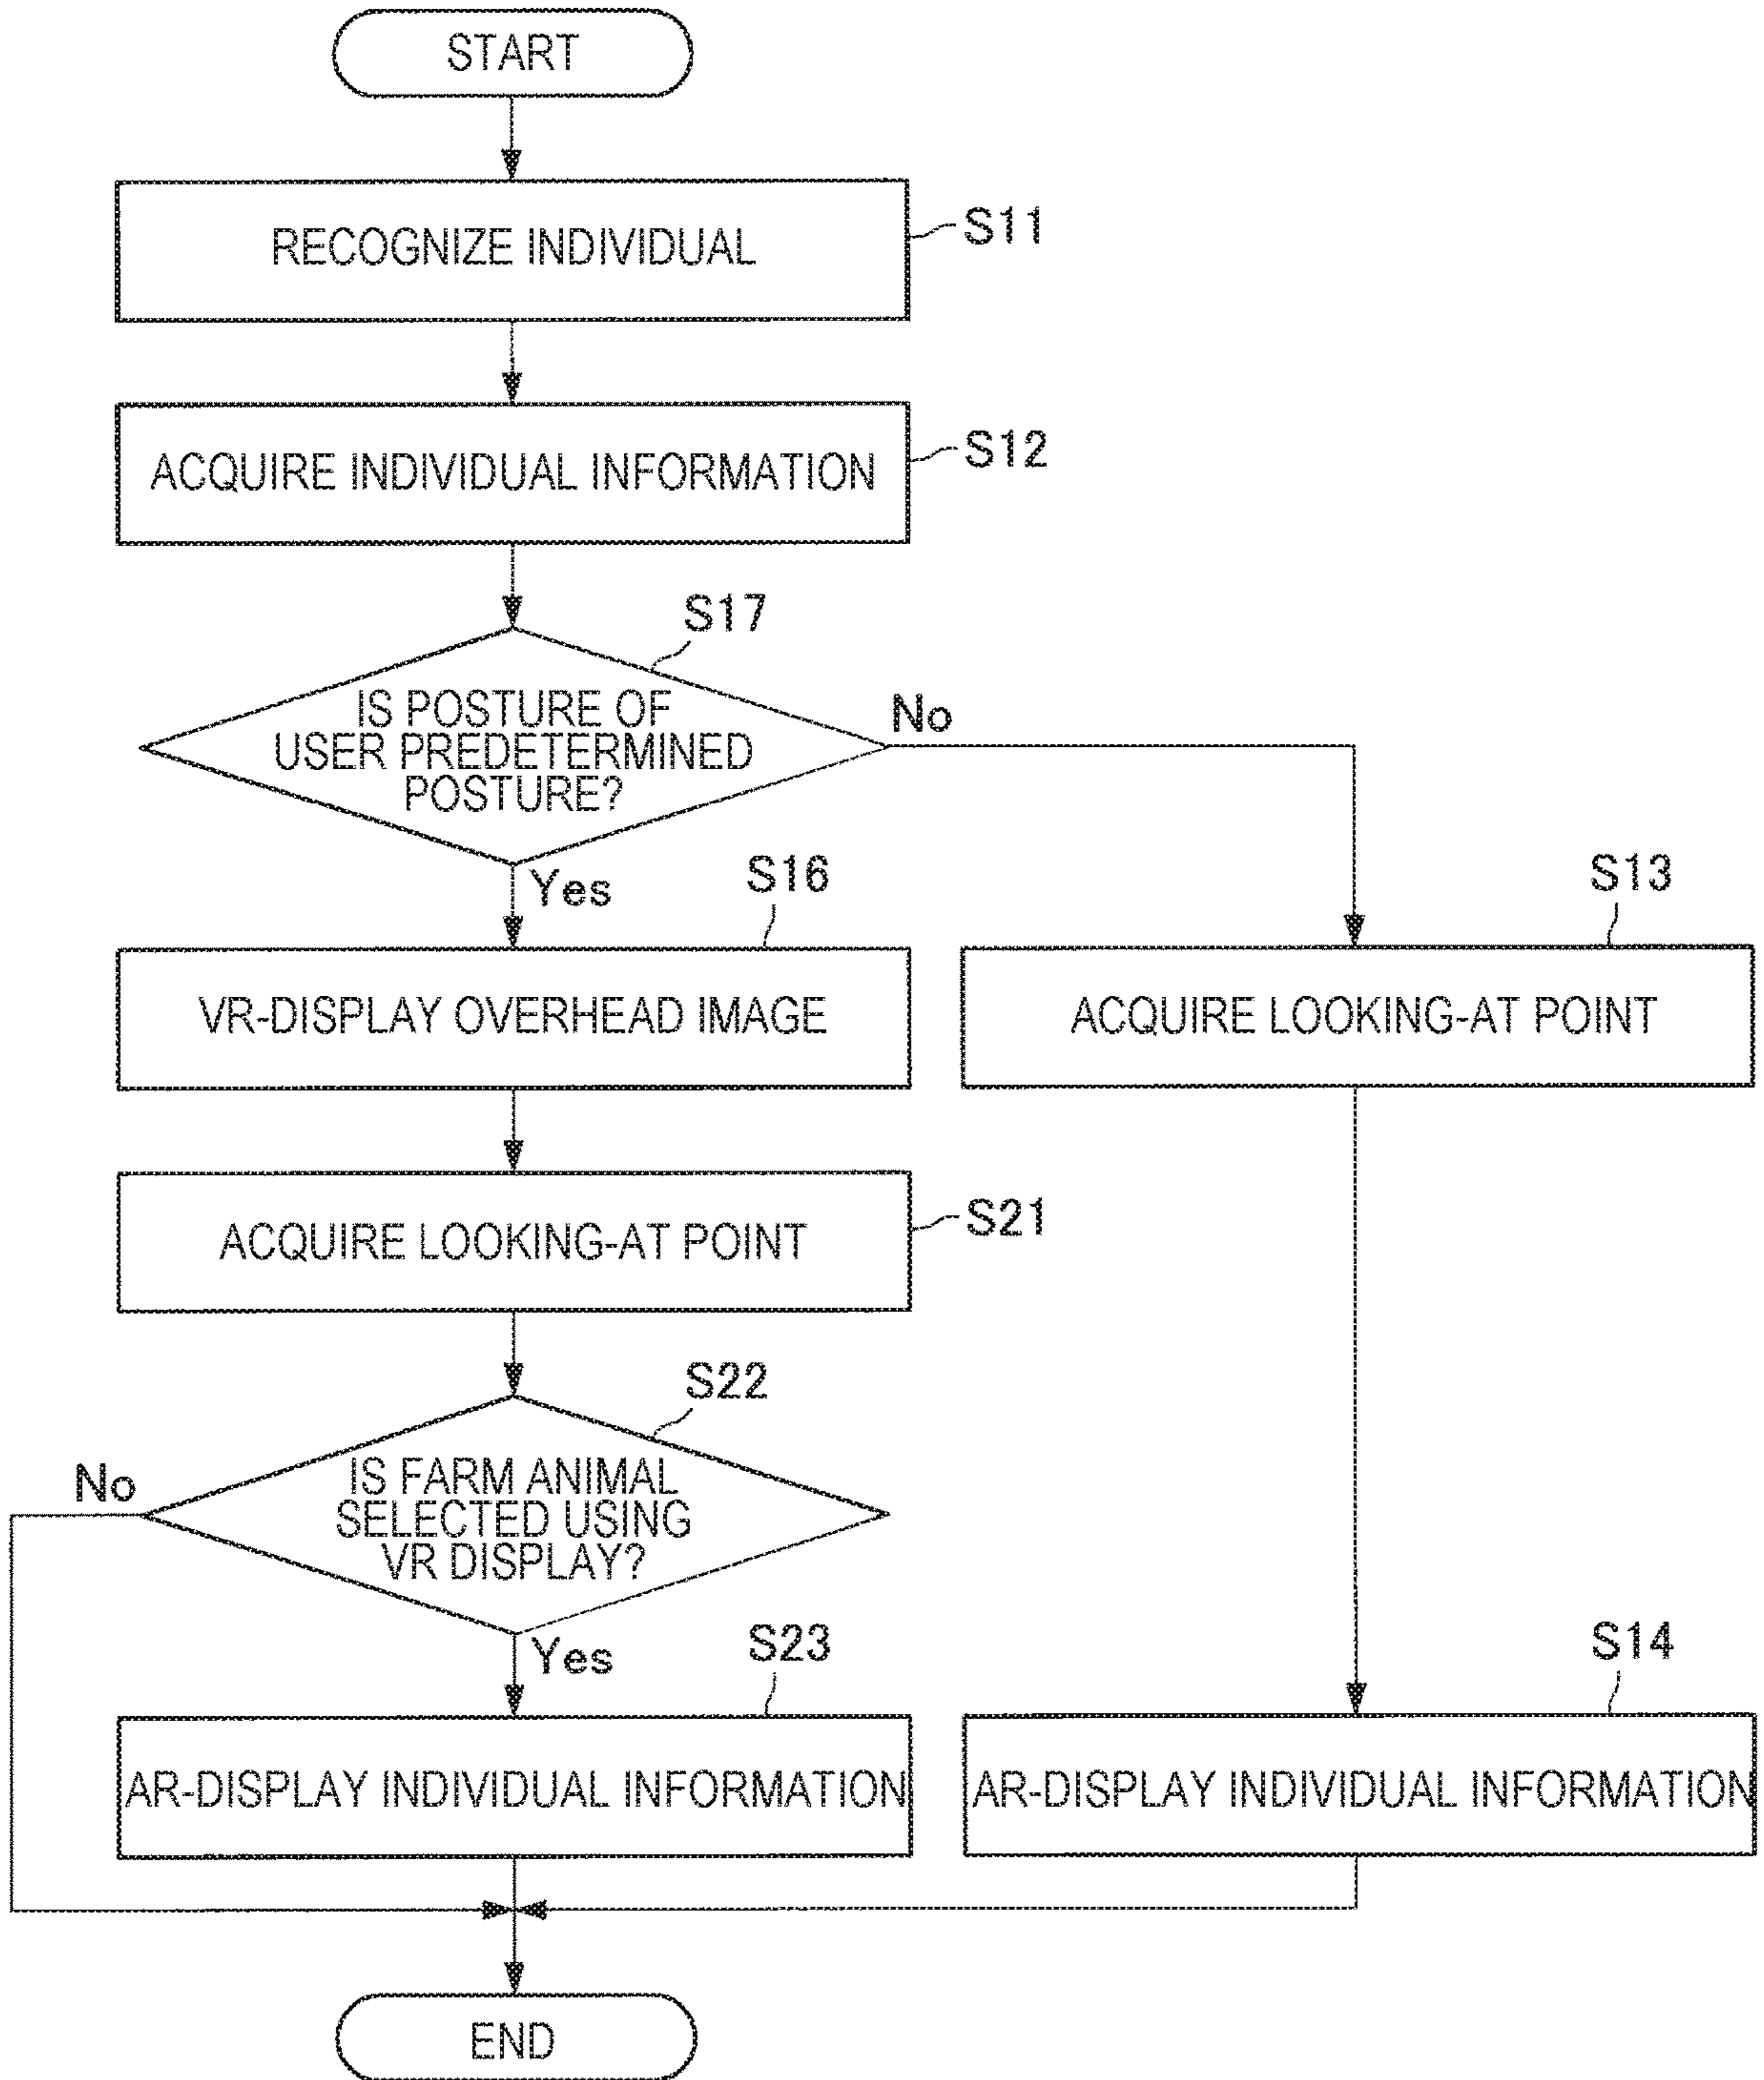 START
RECOGNIZE INDIVIDUAL
S11
ACQUIRE INDIVIDUAL INFORMATION
S12
S17
IS POSTURE OF
USER PREDETERMINED
POSTURE?
No
Yes
S16
S13
VR-DISPLAY OVERHEAD IMAGE
ACQUIRE LOOKING-AT POINT
ACQUIRE LOOKING-AT POINT
S21
S22
No
IS FARM ANIMAL
SELECTED USING
VR DISPLAY?
Yes
S23
S14
AR-DISPLAY INDIVIDUAL INFORMATION
AR-DISPLAY INDIVIDUAL INFORMATION
END